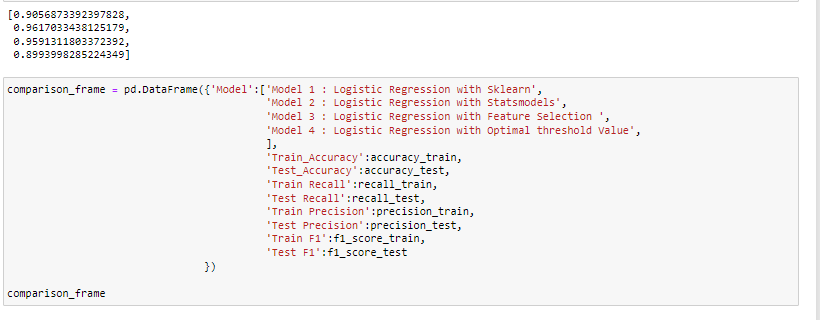 [0.9056873392397828,
0.9617033438125179,
0.9591311803372392,
0.8993998285224349]
comparison_frame = pd.DataFrame({'Model':['Model 1 : Logistic Regression with Sklearn',
'Model 2 : Logistic Regression with Statsmodels',
'Model 3 : Logistic Regression with Feature Selection ',
'Model 4 : Logistic Regression with Optimal threshold Value',
],
'Train_Accuracy':accuracy_train,
'Test_Accuracy':accuracy_test,
'Train Recall':recall_train,
'Test Recall':recall_test,
'Train Precision':precision_train,
'Test Precision':precision_test,
'Train F1':f1_score_train,
'Test F1':f1_score_test
})
comparison_frame